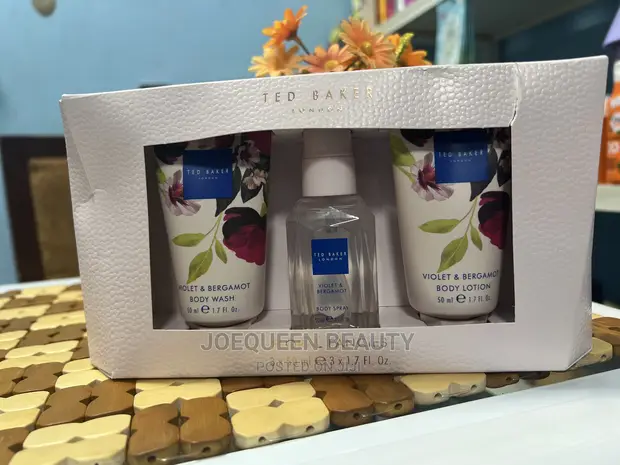 TED BAKER
LONDON
TED BAKER
LONDON
VIOLET & BERGAMOT
BODY WASH
50 ml e 1.7 fl. Oz.
TED BAKER
LONDON
VIOLET &
BERGAMOT
BODY SPRAY
TED BAKER
LONDON
VIOLET & BERGAMOT
BODY LOTION
50 ml e 1.7 fl. Oz.
e 3 x 1.7 fl. Oz.
JOEQUEEN BEAUTY
POSTED ON JIJI